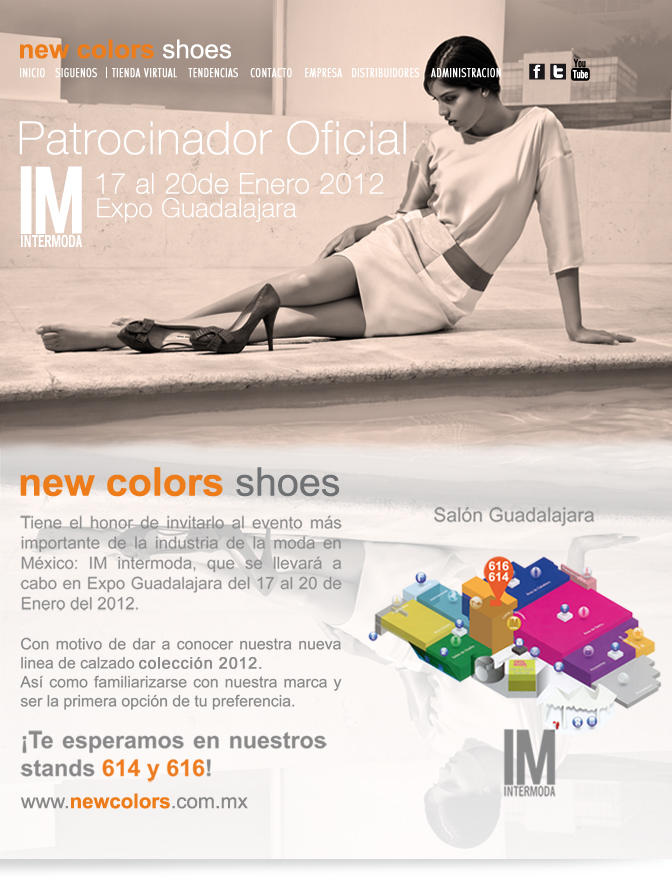 new colors shoes
INICIO SIGUENOS | TIENDA VIRTUAL TENDENCIAS CONTACTO EMPRESA DISTRIBUIDORES ADMINISTRACION
f t You Tube
Patrocinador Oficial
IM 17 al 20de Enero 2012
Expo Guadalajara
INTERMODA
new colors shoes
Tiene el honor de invitarlo al evento más
importante de la industria de la moda en
México: IM intermoda, que se llevará a
cabo en Expo Guadalajara del 17 al 20 de
Enero del 2012.
Con motivo de dar a conocer nuestra nueva
linea de calzado colección 2012.
Así como familiarizarse con nuestra marca y
ser la primera opción de tu preferencia.
¡Te esperamos en nuestros
stands 614 y 616!
www.newcolors.com.mx
Salón Guadalajara
616
614
IM
IM
INTERMODA